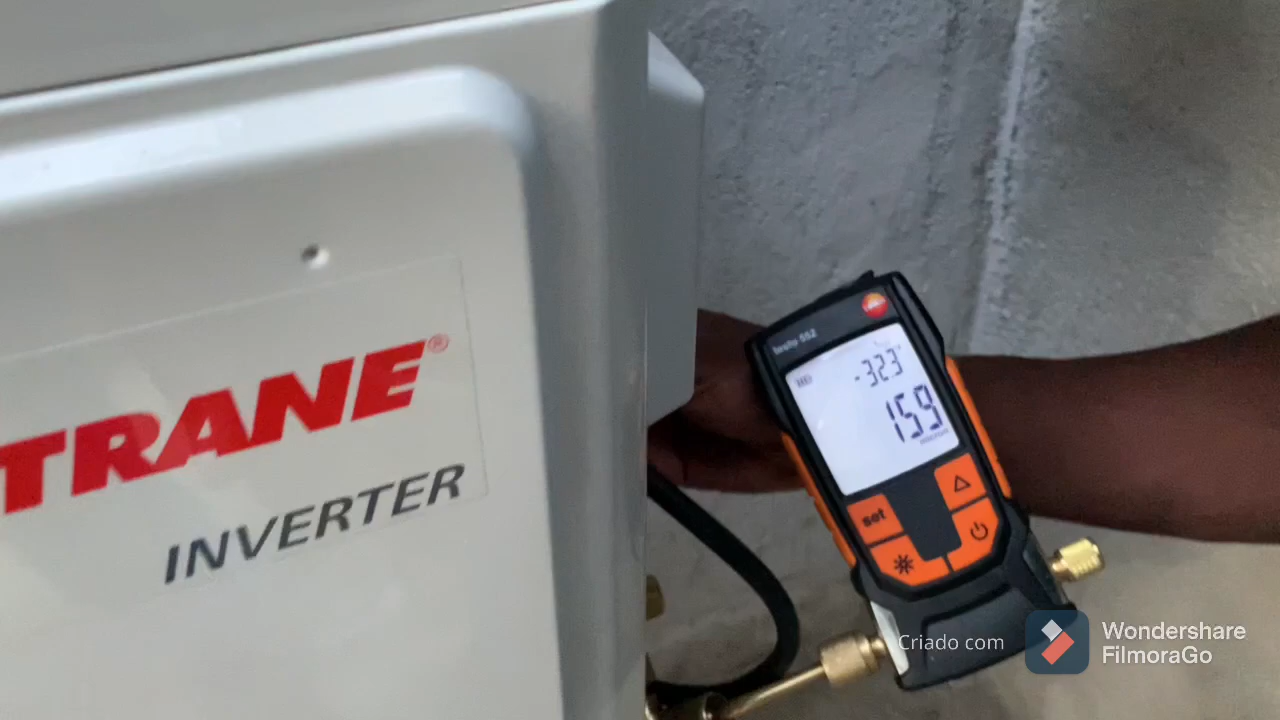 TRANE®
INVERTER
testo 552
-32.3
159
set
Criado com
Wondershare
FilmoraGo